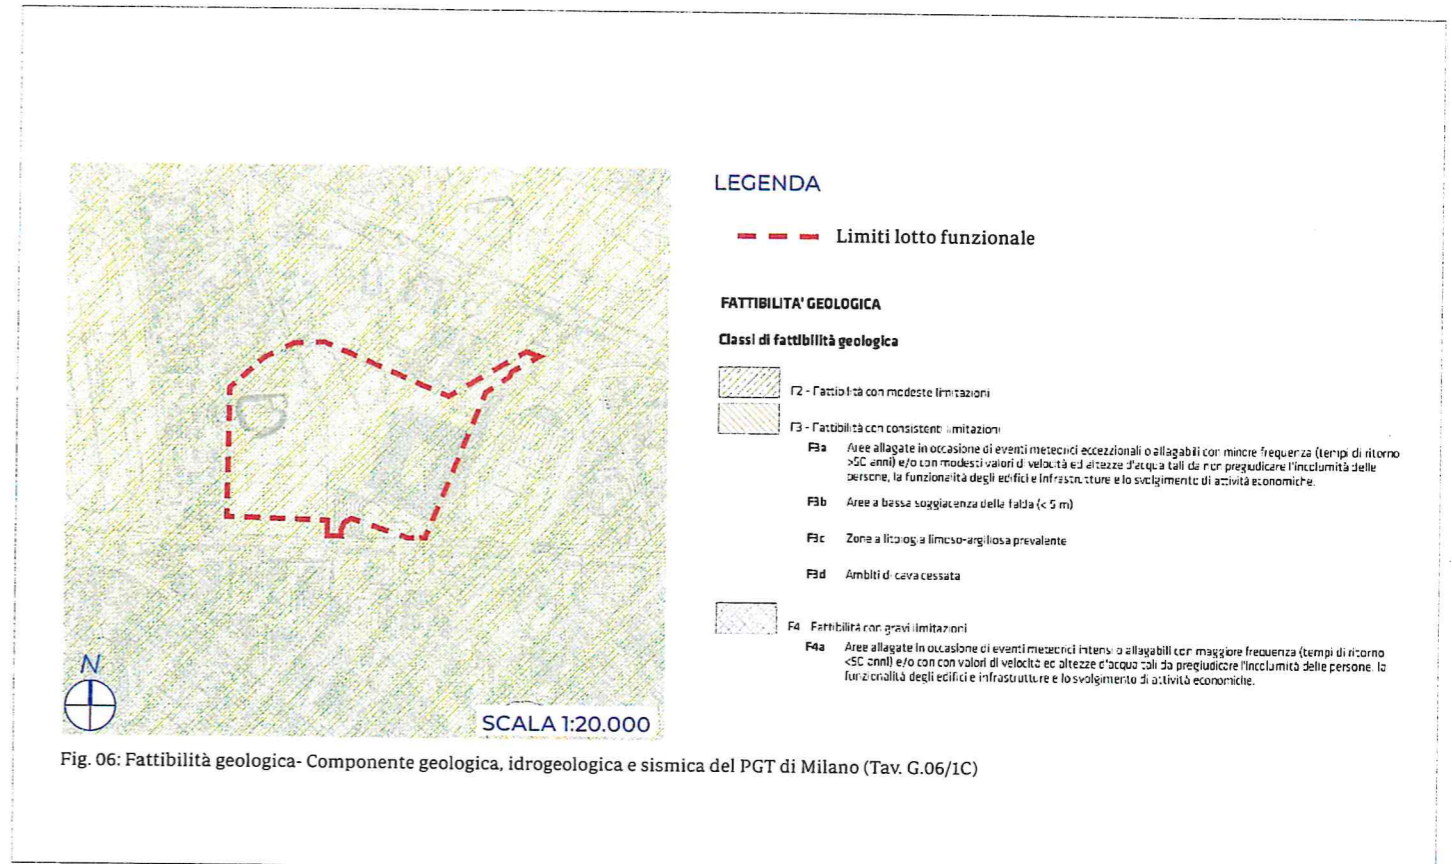 LEGENDA
Limiti lotto funzionale
FATTIBILITA' GEOLOGICA
Classi di fattibilità geologica
F2 - Fattibilità con modeste limitazioni
F3 - Fattibilità con consistenti limitazioni
F3a Aree allagate in occasione di eventi meteorici eccezzionali o allagabili con minore frequenza (tempi di ritorno
>50 anni) e/o con modesti valori di velocità ed altezze d'acqua tali da non pregiudicare l'incolumità delle
persone, la funzionalità degli edifici e infrastrutture e lo svolgimento di attività economiche.
F3b Aree a bassa soggiacenza della falda (< 5 m)
F3c Zone a litologia limoso-argillosa prevalente
F3d Ambiti di cava cessata
F4 - Fattibilità con gravi limitazioni
F4a Aree allagate in occasione di eventi meteorici intensi o allagabili con maggiore frequenza (tempi di ritorno
<50 anni) e/o con con valori di velocità ed altezze d'acqua tali da pregiudicare l'incolumità delle persone, la
funzionalità degli edifici e infrastrutture e lo svolgimento di attività economiche.
N
SCALA 1:20.000
Fig. 06: Fattibilità geologica- Componente geologica, idrogeologica e sismica del PGT di Milano (Tav. G.06/1C)